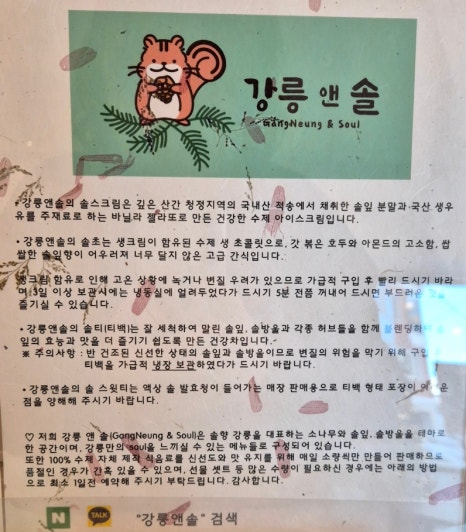 강릉 앤 솔
GangNeung & Soul
• 강릉앤솔의 솔스크림은 깊은 산간 청정지역의 국내산 적송에서 채취한 솔잎 분말과 국산 생우
유를 주재료로 하는 바닐라 젤라또로 만든 건강한 수제 아이스크림입니다.
• 강릉앤솔의 솔초는 생크림이 함유된 수제 생 초콜릿으로, 갓 볶은 호두와 아몬드의 고소함, 쌉
쌀한 솔잎향이 어우러져 너무 달지 않은 고급 간식입니다.
생크림 함유로 인해 고온 상황에 녹거나 변질 우려가 있으므로 가급적 구입 후 빨리 드시기 바라
며, 3일 이상 보관시에는 냉동실에 얼려두었다가 드시기 5분 전쯤 꺼내어 드시면 부드러운
즐기실 수 있습니다.
• 강릉앤솔의 솔티(티백)는 잘 세척하여 말린 솔잎, 솔방울과 각종 허브들을 함께 블렌딩하여
잎의 효능과 맛을 더 즐기기 쉽도록 만든 건강차입니다.
※ 주의사항 : 반 건조된 신선한 상태의 솔잎과 솔방울이므로 변질의 위험을 막기 위해 구입
티백을 가급적 냉장 보관하였다가 드시기 바랍니다.
• 강릉앤솔의 솔 스윗티는 액상 솔 발효청이 들어가는 매장 판매용으로 티백 형태 포장이
점을 양해해 주시기 바랍니다.
♡ 저희 강릉 앤 솔(GangNeung & Soul)은 솔향 강릉을 대표하는 소나무와 솔잎, 솔방울을 테마로
한 공간이며, 강릉만의 soul을 느끼실 수 있는 메뉴들로 구성되어 있습니다.
또한 100% 수제 자체 제작 식음료를 신선도와 맛 유지를 위해 매일 소량씩만 만들어 판매하므로
품절인 경우가 간혹 있을 수 있으며, 선물 셋트 등 많은 수량이 필요하신 경우에는 아래의 방법
으로 최소 1일전 예약해 주시기 부탁드립니다. 감사합니다.
N TALK "강릉앤솔" 검색